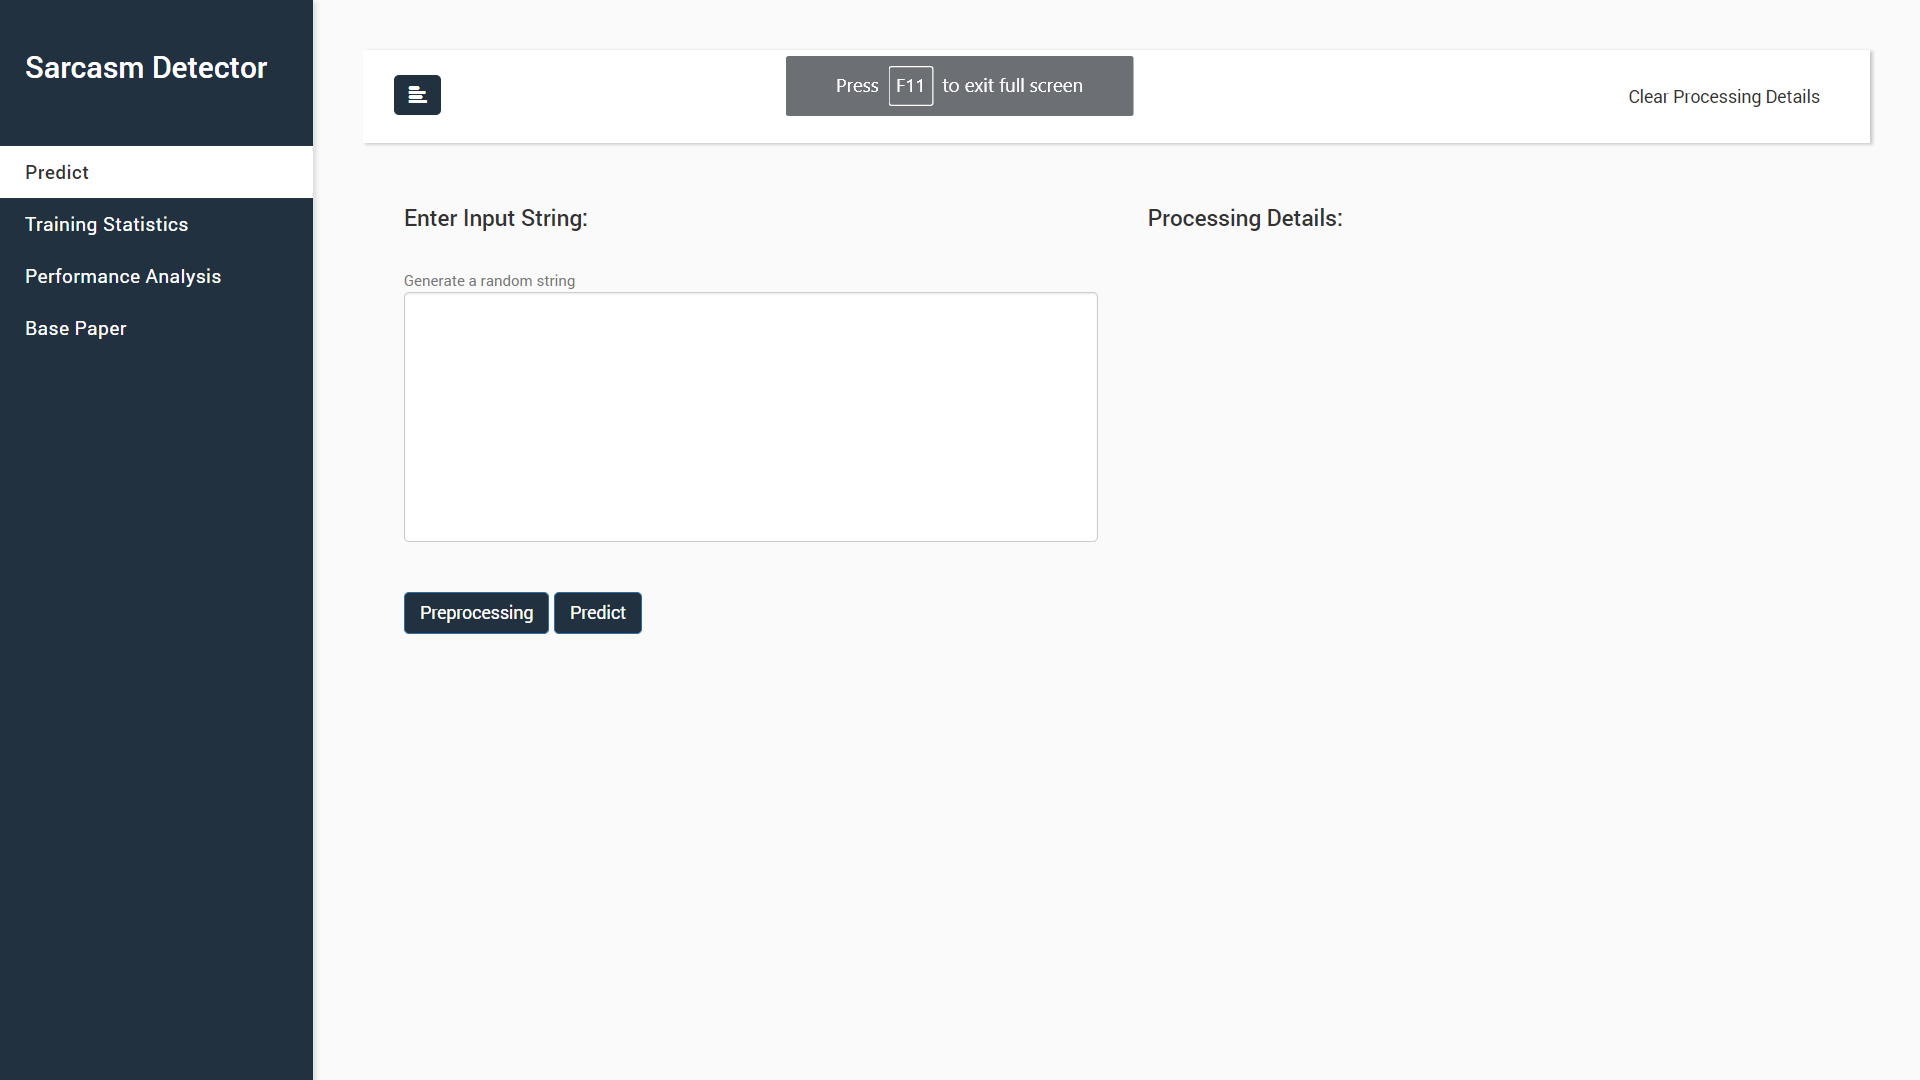 Sarcasm Detector
Predict
Training Statistics
Performance Analysis
Base Paper
Press F11 to exit full screen
Clear Processing Details
Enter Input String:
Generate a random string
Preprocessing
Predict
Processing Details: